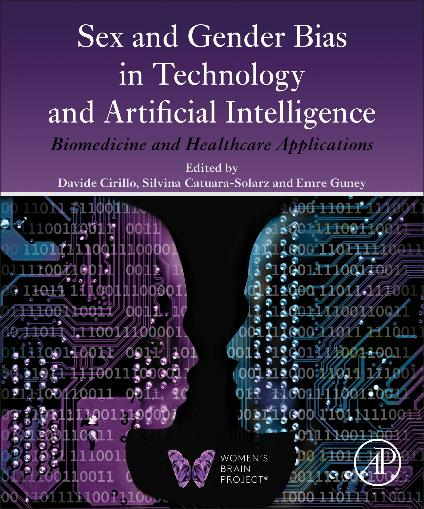 Sex and Gender Bias
in Technology
and Artificial Intelligence
Biomedicine and Healthcare Applications
Edited by
Davide Cirillo, Silvina Catuara-Solarz and Emre Guney
WOMEN'S
BRAIN
PROJECT®
AP